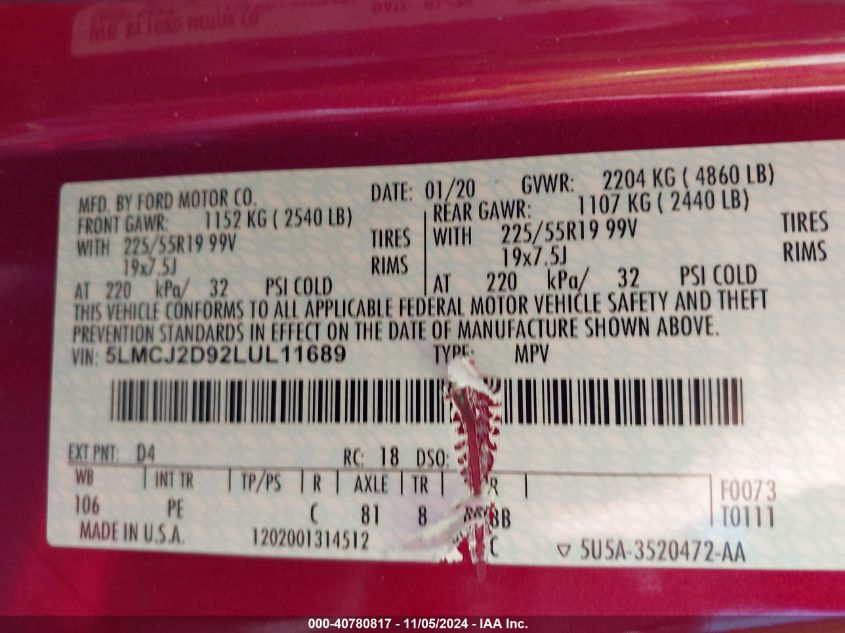 MFD. BY FORD MOTOR CO.
DATE: 01/20 GVWR: 2204 KG ( 4860 LB)
FRONT GAWR: 1152 KG ( 2540 LB) REAR GAWR: 1107 KG ( 2440 LB)
WITH 225/55R19 99V TIRES WITH 225/55R19 99V TIRES
19x7.5J RIMS 19x7.5J RIMS
AT 220 kPa/ 32 PSI COLD AT 220 kPa/ 32 PSI COLD
THIS VEHICLE CONFORMS TO ALL APPLICABLE FEDERAL MOTOR VEHICLE SAFETY AND THEFT
PREVENTION STANDARDS IN EFFECT ON THE DATE OF MANUFACTURE SHOWN ABOVE.
VIN: 5LMCJ2D92LUL11689 TYPE: MPV
EXT PNT: D4 RC: 18 DSO:
WB INT TR TP/PS R AXLE TR R
106 PE C 81 8 BB
F0073
T0111
MADE IN U.S.A. 1202001314512 C ▽ 5U5A-3520472-AA
000-40780817 - 11/05/2024 - IAA Inc.